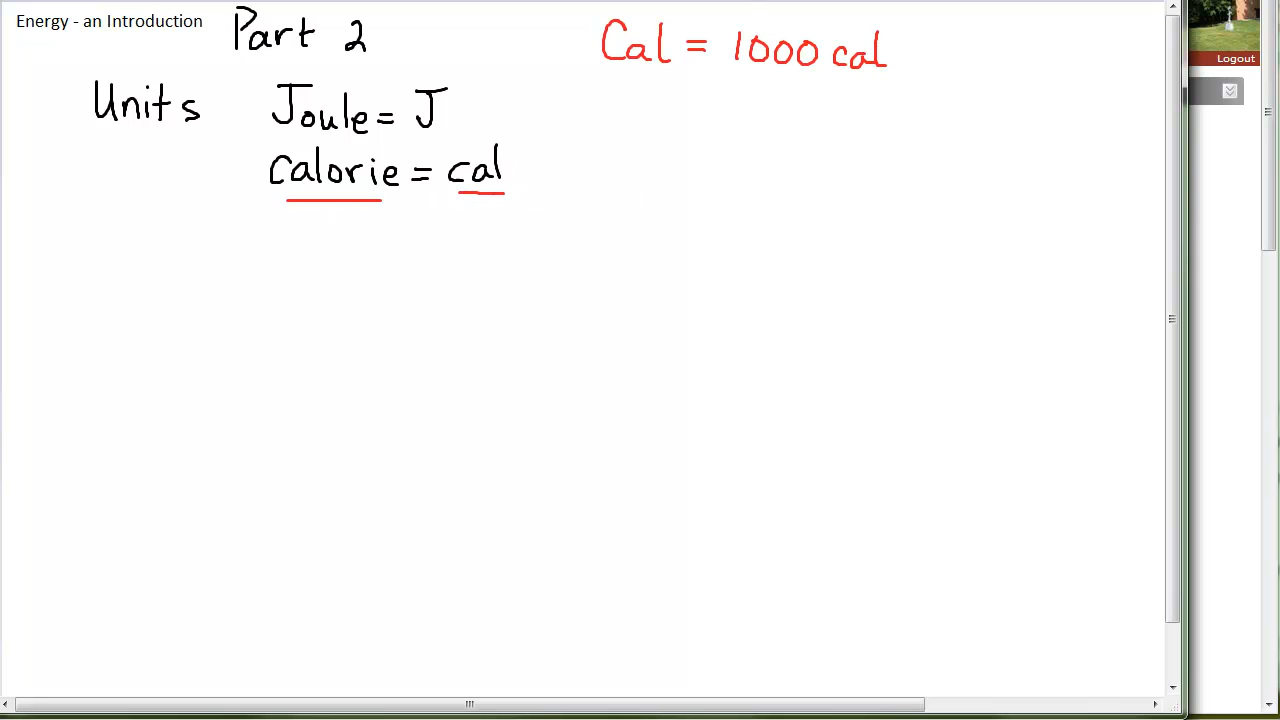 Energy - an Introduction
Part 2
Cal = 1000 cal
Logout
Units Joule = J
calorie = cal